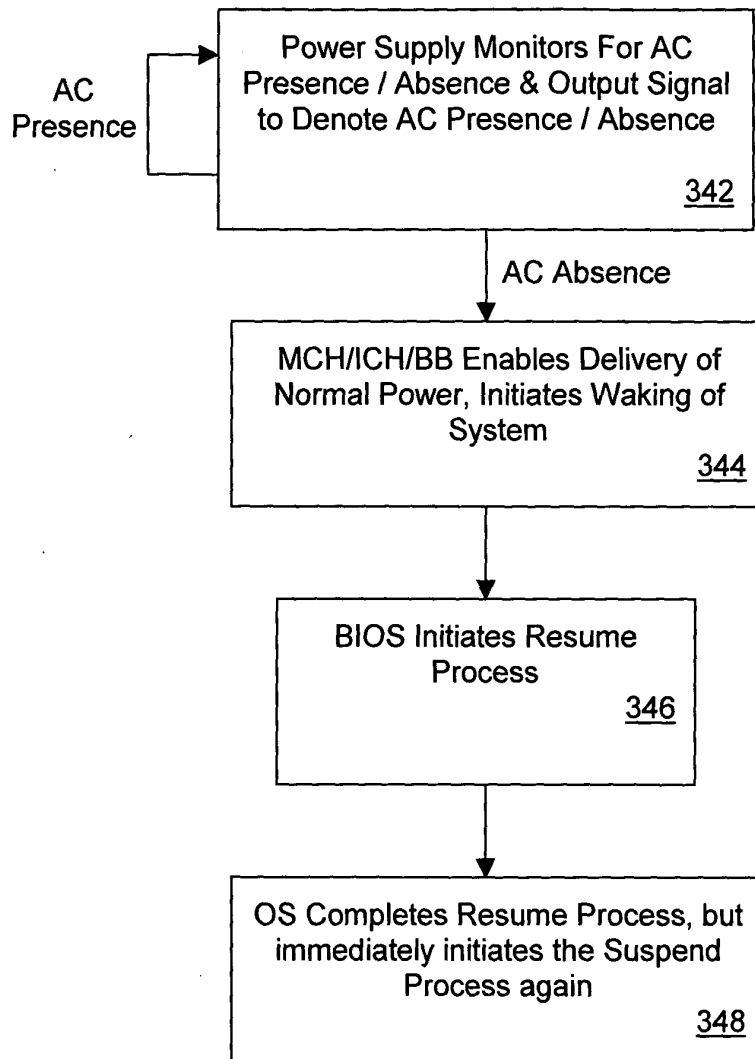 Power Supply Monitors For AC
Presence / Absence & Output Signal
to Denote AC Presence / Absence
342
AC
Presence
AC Absence
MCH/ICH/BB Enables Delivery of
Normal Power, Initiates Waking of
System
344
BIOS Initiates Resume
Process
346
OS Completes Resume Process, but
immediately initiates the Suspend
Process again
348